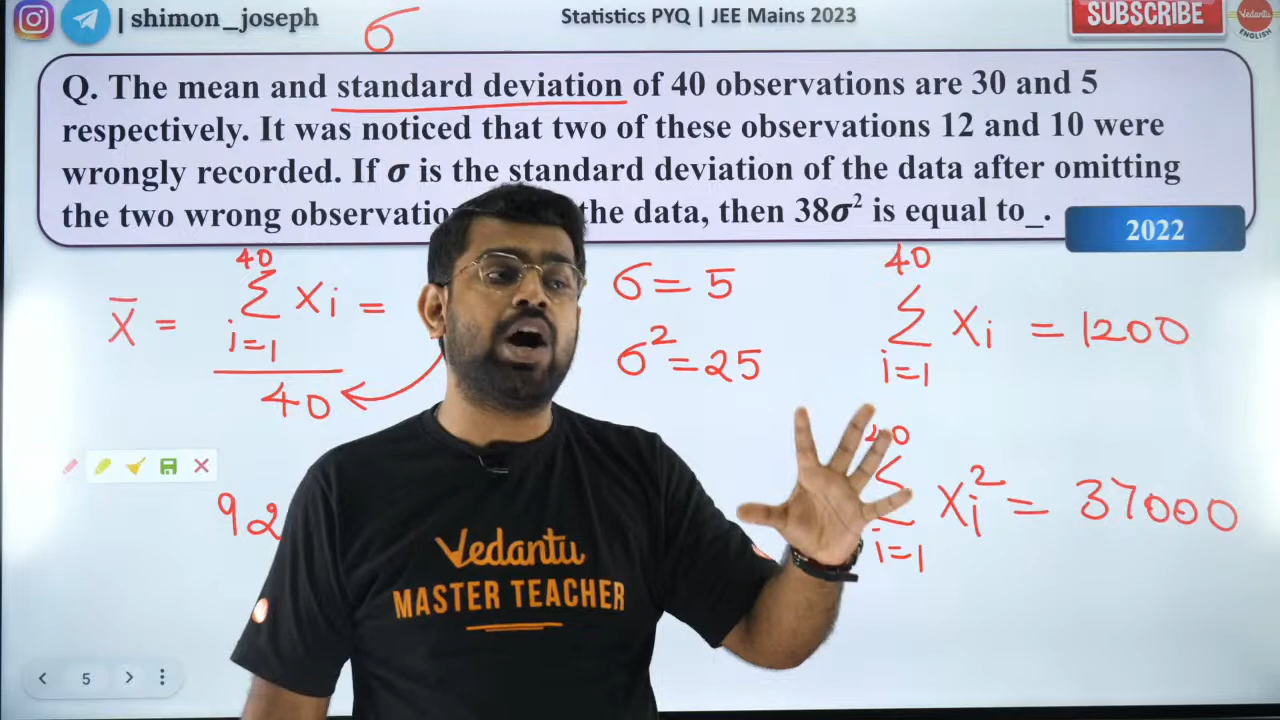 | shimon_joseph
Statistics PYQ | JEE Mains 2023
SUBSCRIBE
Vedantu
ENGLISH
σ
Q. The mean and standard deviation of 40 observations are 30 and 5
respectively. It was noticed that two of these observations 12 and 10 were
wrongly recorded. If σ is the standard deviation of the data after omitting
the two wrong the data, then 38σ² is equal to_.
2022
x̄ = 40 Σ i=1 xi =
40
σ = 5
σ² = 25
40 Σ i=1 xi = 1200
40 Σ i=1 xi² = 37000
92
Vedantu
MASTER TEACHER
5